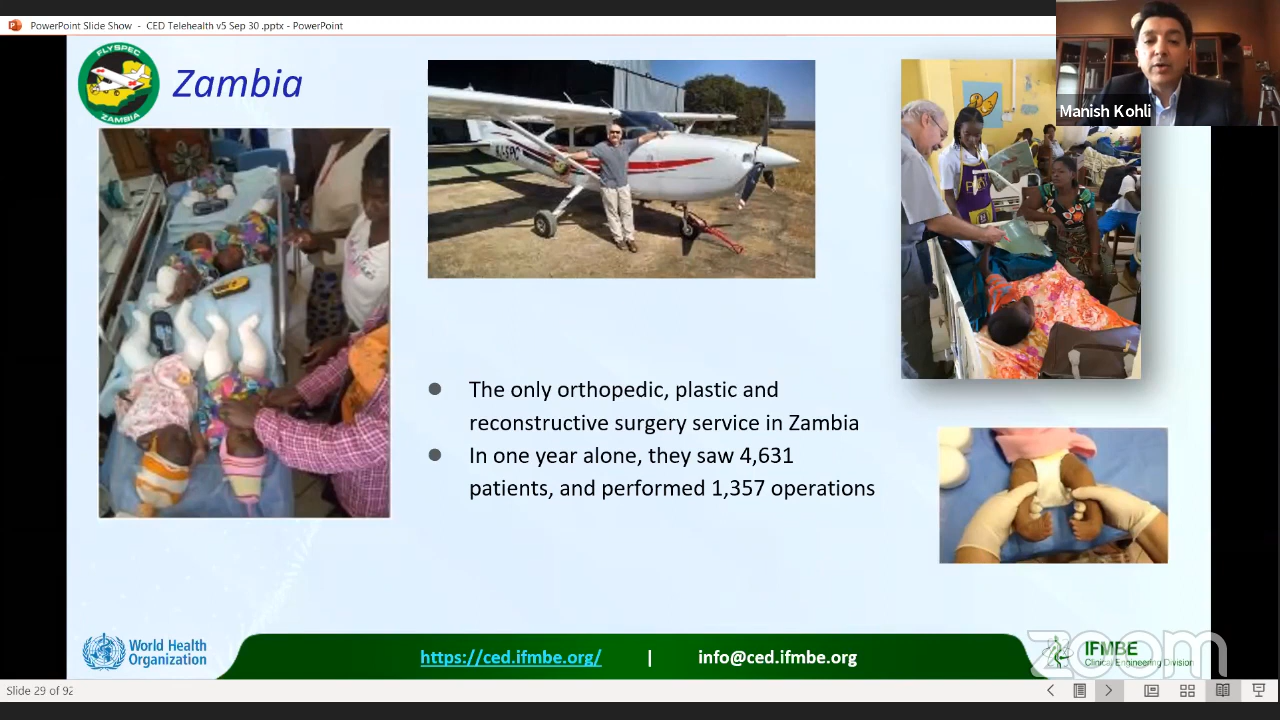 PowerPoint Slide Show - CED Telehealth v5 Sep 30 .pptx - PowerPoint
Manish Kohli
FLYSPEC
ZAMBIA
Zambia
The only orthopedic, plastic and
reconstructive surgery service in Zambia
In one year alone, they saw 4,631
patients, and performed 1,357 operations
World Health
Organization
https://ced.ifmbe.org/ | info@ced.ifmbe.org
IFMBE
Clinical Engineering Division
zoom
Slide 29 of 92